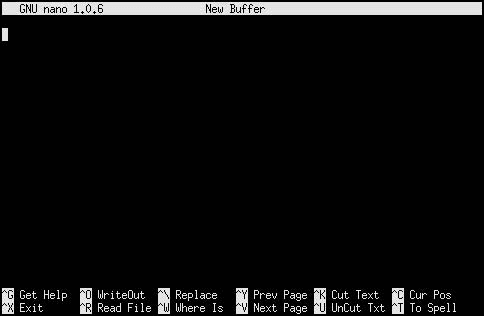 GNU nano 1.0.6 New Buffer
^G Get Help ^O WriteOut ^\ Replace ^Y Prev Page ^K Cut Text ^C Cur Pos
^X Exit ^R Read File ^W Where Is ^V Next Page ^U UnCut Txt ^T To Spell